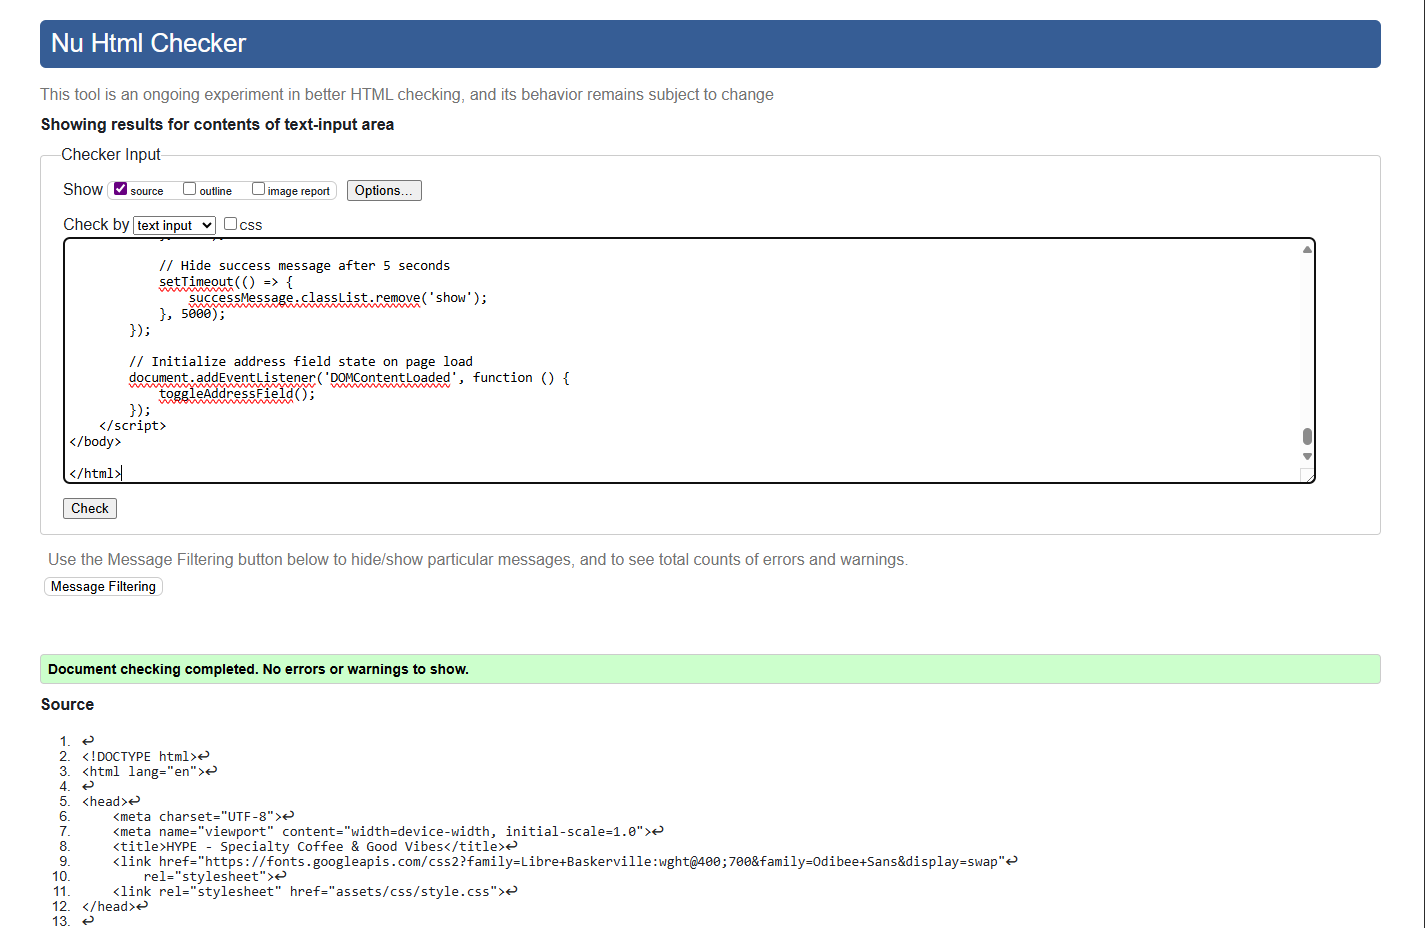 Nu Html Checker
This tool is an ongoing experiment in better HTML checking, and its behavior remains subject to change
Showing results for contents of text-input area
Checker Input
Show source outline image report Options...
Check by text input css
// Hide success message after 5 seconds
setTimeout(() => {
successMessage.classList.remove('show');
}, 5000);
});
// Initialize address field state on page load
document.addEventListener('DOMContentLoaded', function () {
toggleAddressField();
});
</script>
</body>
</html>
Check
Use the Message Filtering button below to hide/show particular messages, and to see total counts of errors and warnings.
Message Filtering
Document checking completed. No errors or warnings to show.
Source
1. ↩
2. <!DOCTYPE html>↩
3. <html lang="en">↩
4. ↩
5. <head>↩
6. <meta charset="UTF-8">↩
7. <meta name="viewport" content="width=device-width, initial-scale=1.0">↩
8. <title>HYPE - Specialty Coffee & Good Vibes</title>↩
9. <link href="https://fonts.googleapis.com/css2?family=Libre+Baskerville:wght@400;700&family=Odibee+Sans&display=swap"↩
10. rel="stylesheet">↩
11. <link rel="stylesheet" href="assets/css/style.css">↩
12. </head>↩
13. ↩